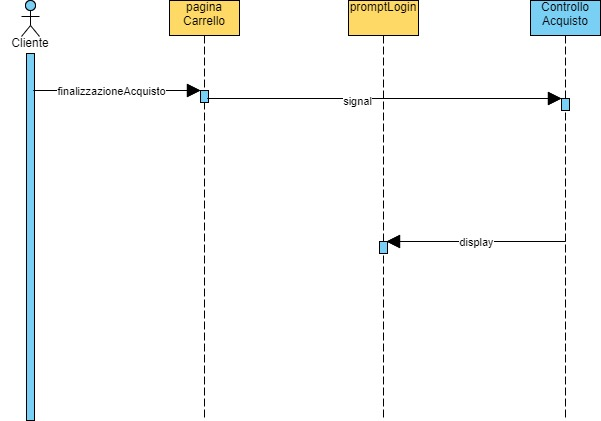 Cliente
pagina
Carrello
promptLogin
Controllo
Acquisto
finalizzazioneAcquisto
signal
display